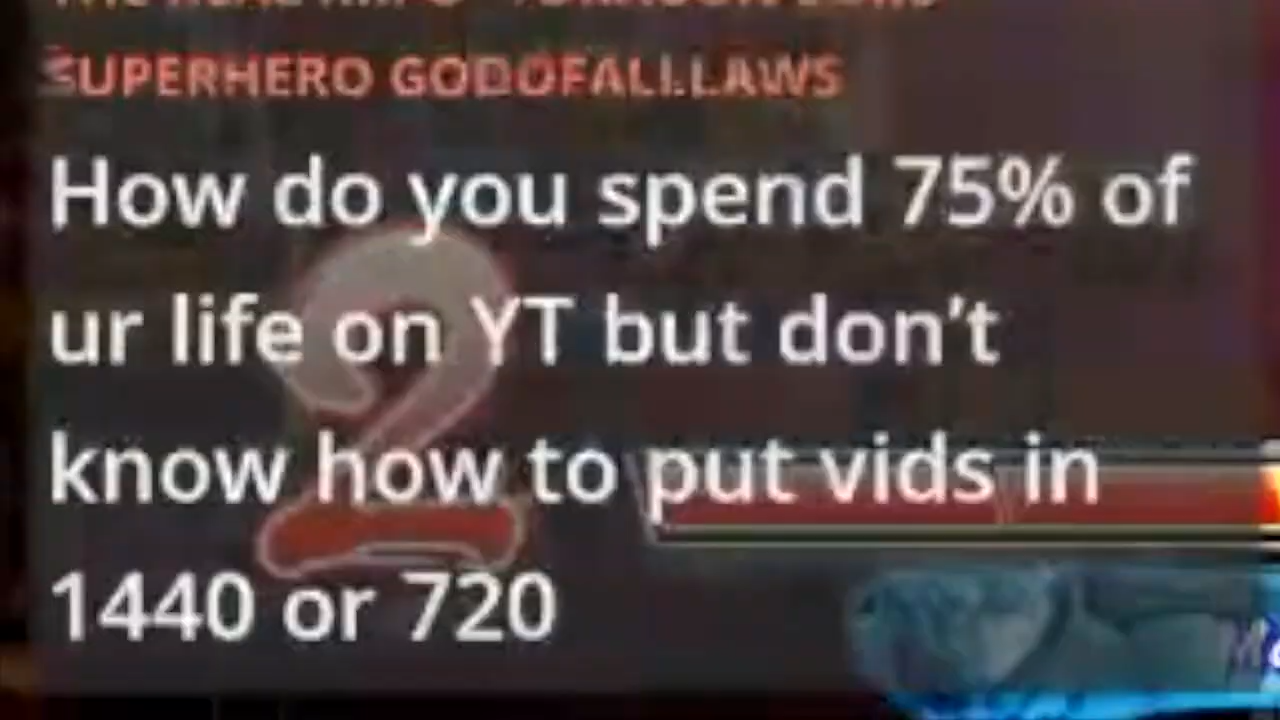 SUPERHERO GODOFALLLAWS
How do you spend 75% of
ur life on YT but don't
know how to put vids in
1440 or 720
2